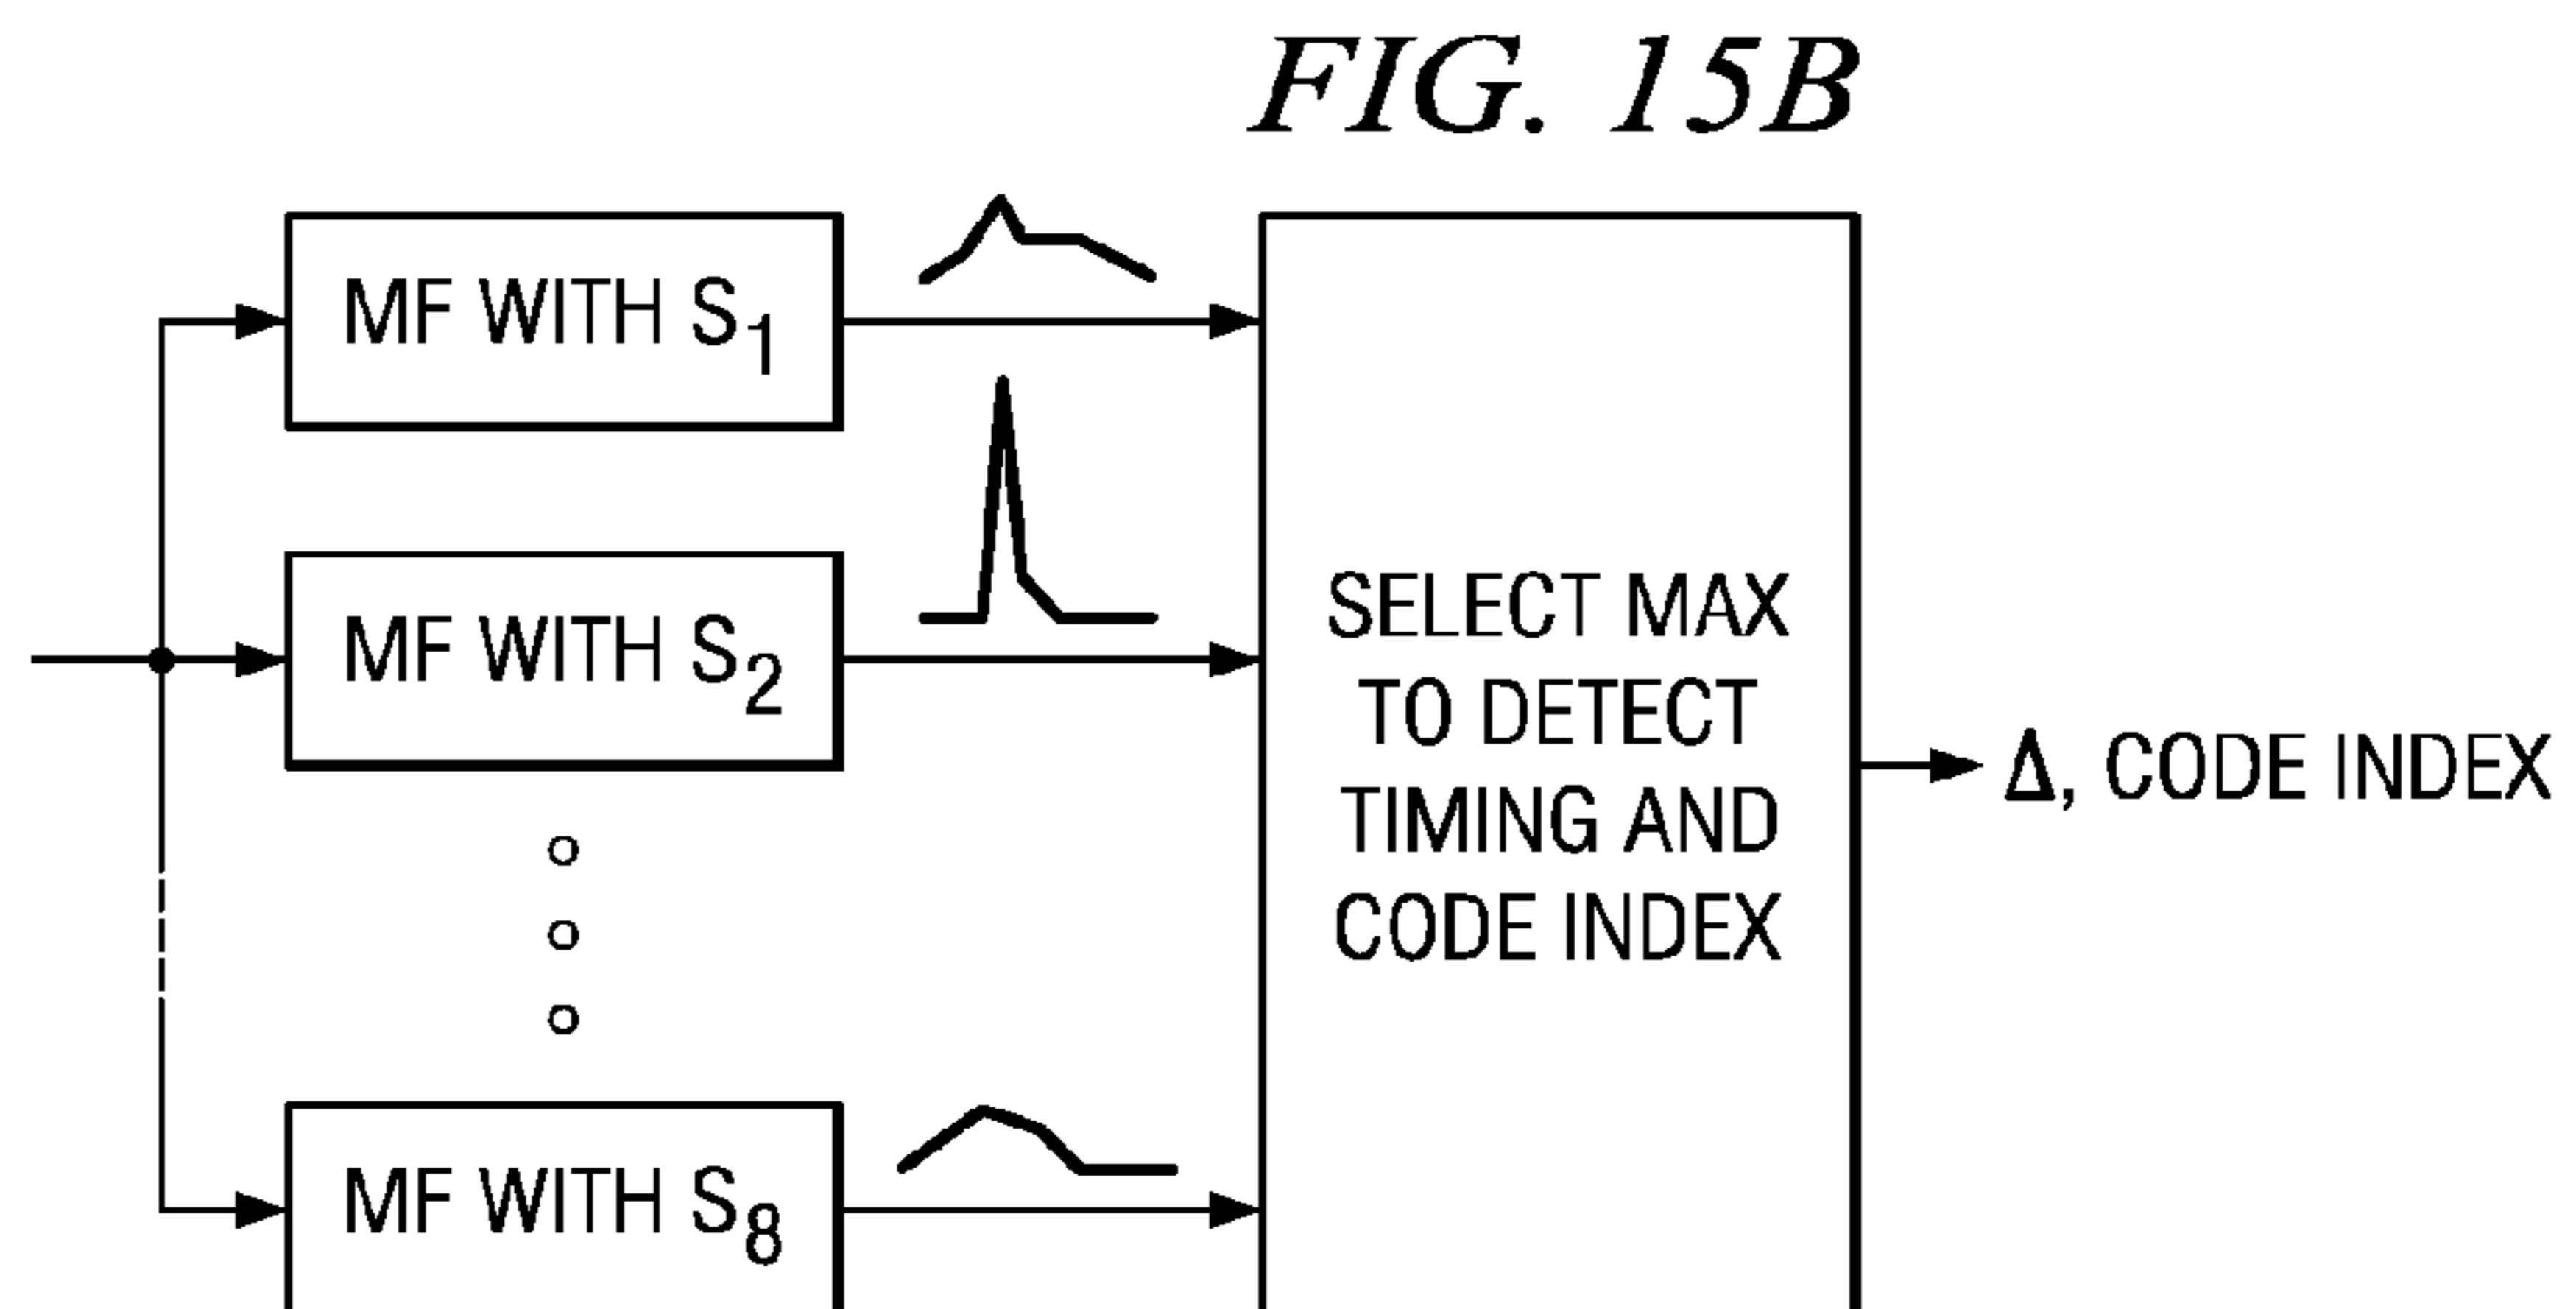 FIG. 15B
MF WITH S1
MF WITH S2
SELECT MAX
TO DETECT
TIMING AND
CODE INDEX
Δ, CODE INDEX
MF WITH S8